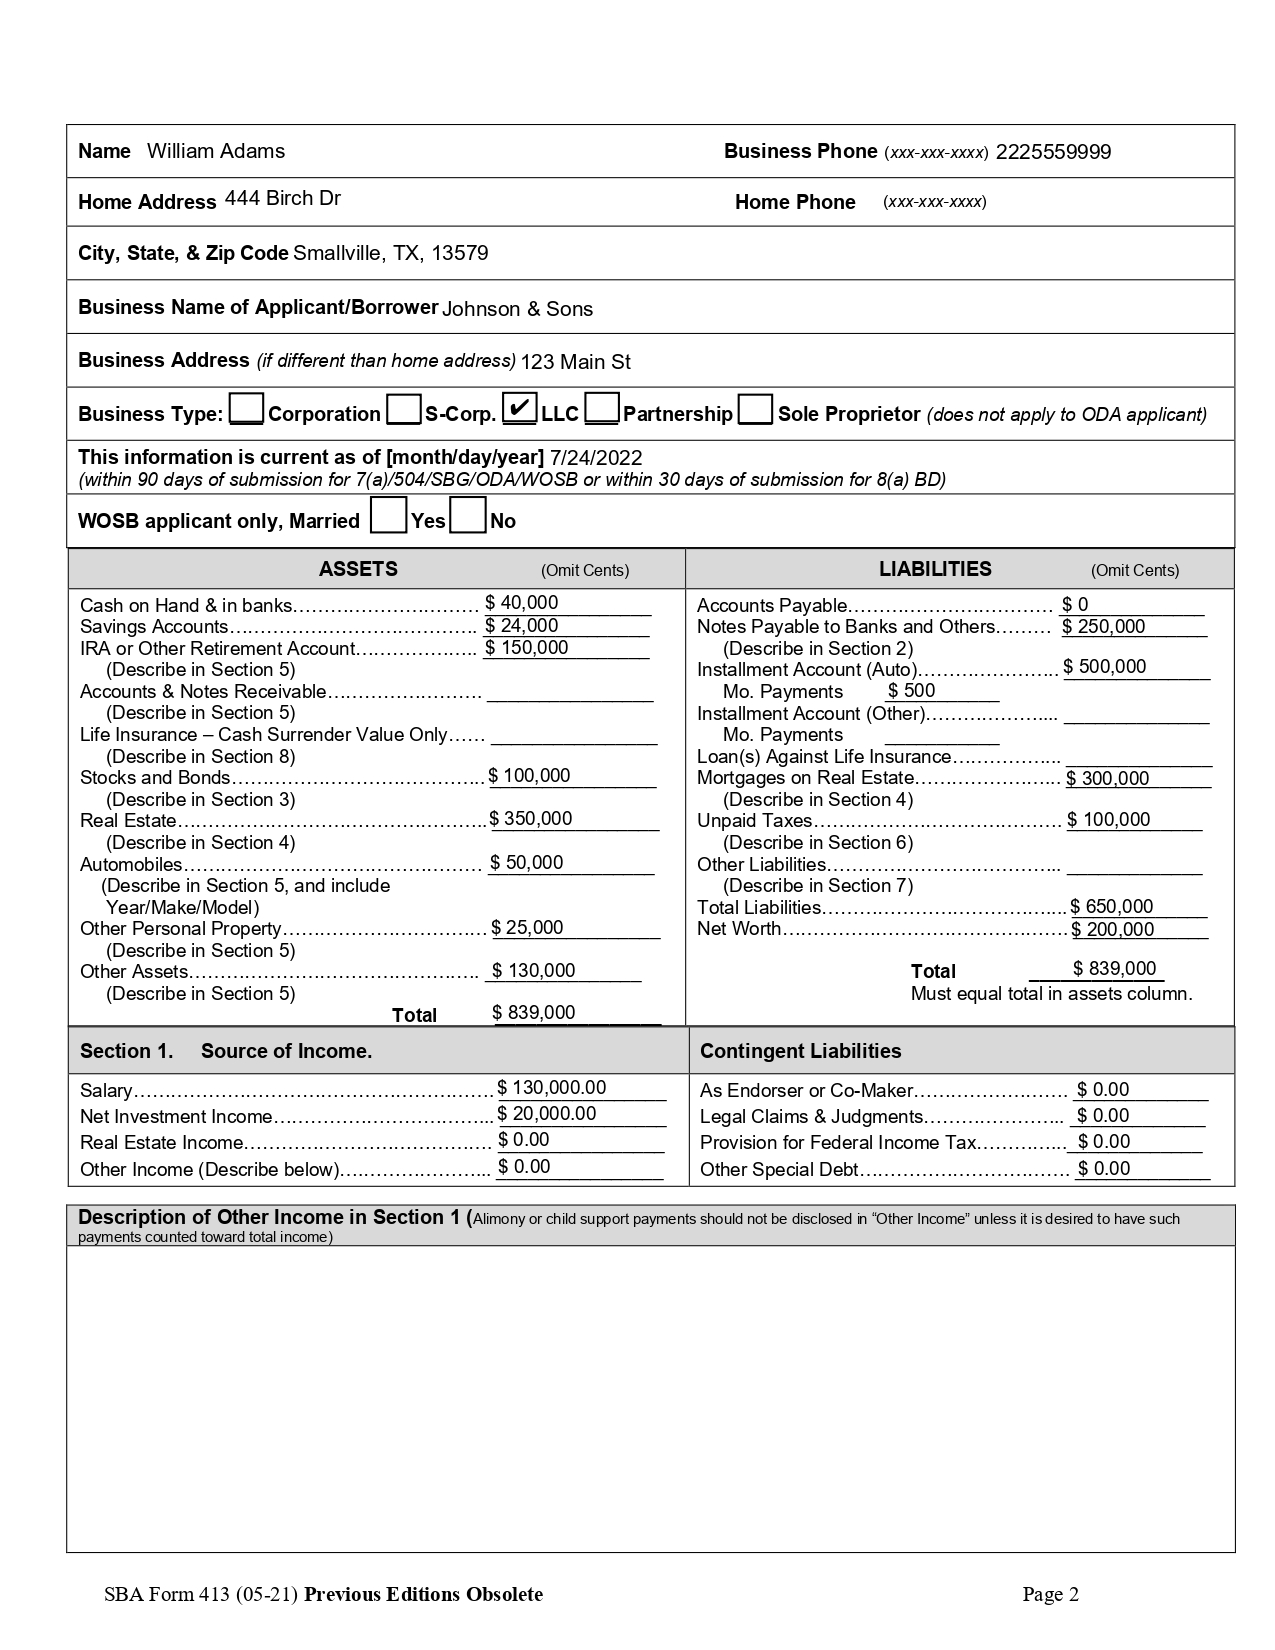 Name William Adams Business Phone (xxx-xxx-xxxx) 2225559999
Home Address 444 Birch Dr Home Phone (xxx-xxx-xxxx)
City, State, & Zip Code Smallville, TX, 13579
Business Name of Applicant/Borrower Johnson & Sons
Business Address (if different than home address) 123 Main St
Business Type: Corporation S-Corp. ✔ LLC Partnership Sole Proprietor (does not apply to ODA applicant)
This information is current as of [month/day/year] 7/24/2022
(within 90 days of submission for 7(a)/504/SBG/ODA/WOSB or within 30 days of submission for 8(a) BD)
WOSB applicant only, Married Yes No
ASSETS (Omit Cents)
Cash on Hand & in banks…………………………… $ 40,000
Savings Accounts…………………………………….. $ 24,000
IRA or Other Retirement Account………………….. $ 150,000
(Describe in Section 5)
Accounts & Notes Receivable………………………
(Describe in Section 5)
Life Insurance – Cash Surrender Value Only……
(Describe in Section 8)
Stocks and Bonds…………………………………….. $ 100,000
(Describe in Section 3)
Real Estate…………………………………………….. $ 350,000
(Describe in Section 4)
Automobiles…………………………………………… $ 50,000
(Describe in Section 5, and include
Year/Make/Model)
Other Personal Property……………………………… $ 25,000
(Describe in Section 5)
Other Assets………………………………………….. $ 130,000
(Describe in Section 5)
Total $ 839,000
LIABILITIES (Omit Cents)
Accounts Payable……………………………… $ 0
Notes Payable to Banks and Others……… $ 250,000
(Describe in Section 2)
Installment Account (Auto)…………………….. $ 500,000
Mo. Payments $ 500
Installment Account (Other)…………………....
Mo. Payments
Loan(s) Against Life Insurance………………...
Mortgages on Real Estate…………………….. $ 300,000
(Describe in Section 4)
Unpaid Taxes…………………………………… $ 100,000
(Describe in Section 6)
Other Liabilities…………………………………..
(Describe in Section 7)
Total Liabilities…………………………………... $ 650,000
Net Worth………………………………………… $ 200,000
Total $ 839,000
Must equal total in assets column.
Section 1. Source of Income.
Salary…………………………………………………… $ 130,000.00
Net Investment Income……………………………….. $ 20,000.00
Real Estate Income…………………………………… $ 0.00
Other Income (Describe below)…………………….. $ 0.00
Contingent Liabilities
As Endorser or Co-Maker……………………… $ 0.00
Legal Claims & Judgments…………………….. $ 0.00
Provision for Federal Income Tax…………….. $ 0.00
Other Special Debt……………………………… $ 0.00
Description of Other Income in Section 1 (Alimony or child support payments should not be disclosed in “Other Income” unless it is desired to have such
payments counted toward total income)
SBA Form 413 (05-21) Previous Editions Obsolete Page 2